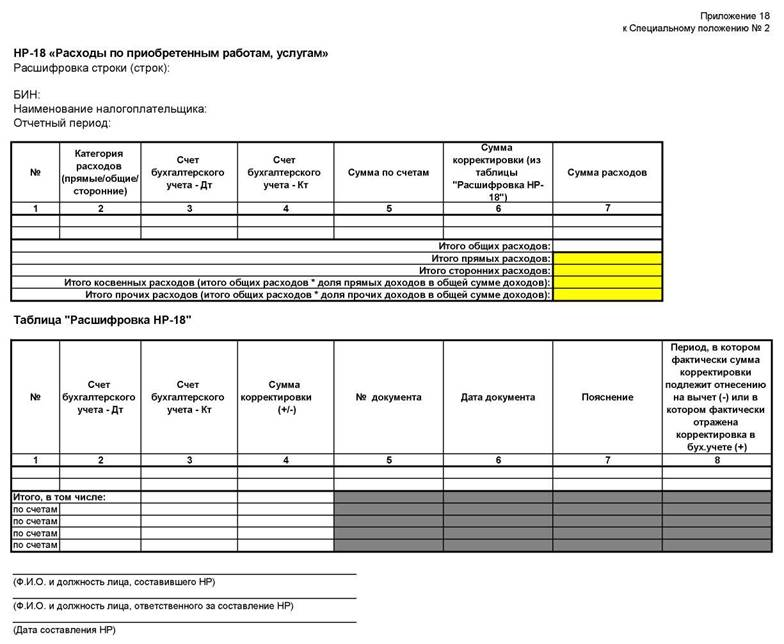 Приложение 18
к Специальному положению № 2
НР-18 «Расходы по приобретенным работам, услугам»
Расшифровка строки (строк):
БИН:
Наименование налогоплательщика:
Отчетный период:
№
Категория
расходов
(прямые/общие/
сторонние)
Счет
бухгалтерского
учета - Дт
Счет
бухгалтерского
учета - Кт
Сумма по счетам
Сумма
корректировки (из
таблицы
"Расшифровка НР-
18")
Сумма расходов
1 2 3 4 5 6 7
Итого общих расходов:
Итого прямых расходов:
Итого сторонних расходов:
Итого косвенных расходов (итого общих расходов * доля прямых доходов в общей сумме доходов):
Итого прочих расходов (итого общих расходов * доля прочих доходов в общей сумме доходов):
Таблица "Расшифровка НР-18"
№
Счет
бухгалтерского
учета - Дт
Счет
бухгалтерского
учета - Кт
Сумма
корректировки
(+/-)
№ документа
Дата документа
Пояснение
Период, в котором
фактически сумма
корректировки
подлежит отнесению
на вычет (-) или в
котором фактически
отражена
корректировка в
бух.учете (+)
1 2 3 4 5 6 7 8
Итого, в том числе:
по счетам
по счетам
по счетам
по счетам
(Ф.И.О. и должность лица, составившего НР)
(Ф.И.О. и должность лица, ответственного за составление НР)
(Дата составления НР)